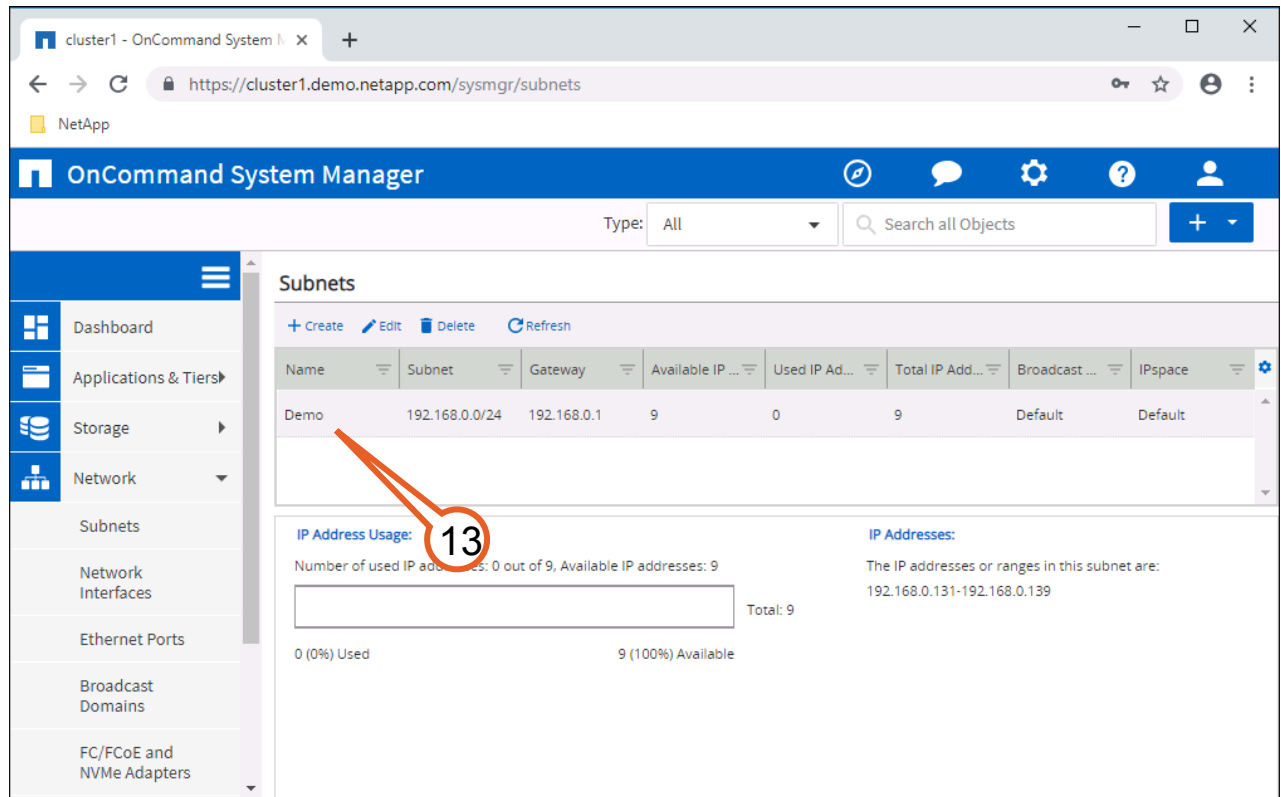 cluster1 - OnCommand System M
https://cluster1.demo.netapp.com/sysmgr/subnets
NetApp
OnCommand System Manager
Type: All Search all Objects
Subnets
Create Edit Delete Refresh
Name Subnet Gateway Available IP ... Used IP Ad... Total IP Add... Broadcast ... IPspace
Demo 192.168.0.0/24 192.168.0.1 9 0 9 Default Default
Dashboard
Applications & Tiers
Storage
Network
Subnets
Network
Interfaces
Ethernet Ports
Broadcast
Domains
FC/FCoE and
NVMe Adapters
13
IP Address Usage:
Number of used IP addresses: 0 out of 9, Available IP addresses: 9
Total: 9
0 (0%) Used 9 (100%) Available
IP Addresses:
The IP addresses or ranges in this subnet are:
192.168.0.131-192.168.0.139